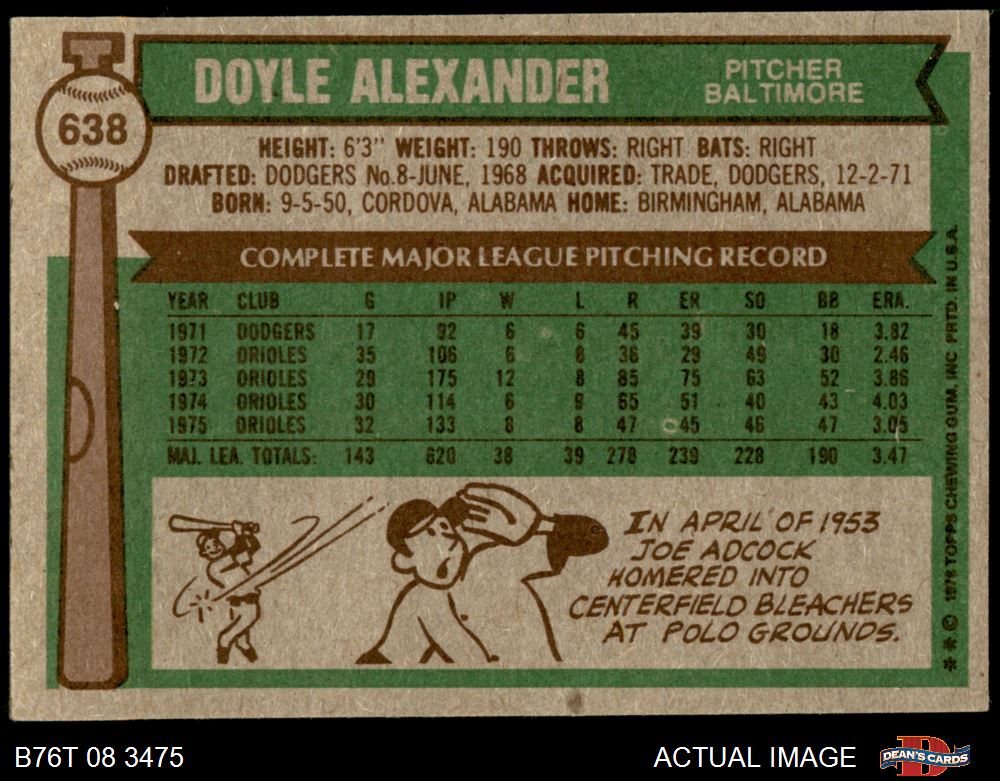 638
DOYLE ALEXANDER
PITCHER
BALTIMORE
HEIGHT: 6'3" WEIGHT: 190 THROWS: RIGHT BATS: RIGHT
DRAFTED: DODGERS No.8-JUNE, 1968 ACQUIRED: TRADE, DODGERS, 12-2-71
BORN: 9-5-50, CORDOVA, ALABAMA HOME: BIRMINGHAM, ALABAMA
COMPLETE MAJOR LEAGUE PITCHING RECORD
YEAR CLUB G IP W L R ER SO BB ERA.
1971 DODGERS 17 92 6 6 45 39 30 18 3.82
1972 ORIOLES 35 106 6 8 36 29 49 30 2.46
1973 ORIOLES 29 175 12 8 85 75 63 52 3.86
1974 ORIOLES 30 114 6 9 65 51 40 43 4.03
1975 ORIOLES 32 133 8 8 47 45 46 47 3.05
MAJ. LEA. TOTALS: 143 620 38 39 278 239 228 190 3.47
IN APRIL OF 1953
JOE ADCOCK
HOMERED INTO
CENTERFIELD BLEACHERS
AT POLO GROUNDS.
** © 1976 TOPPS CHEWING GUM, INC PRTD. IN U.S.A.
B76T 08 3475
ACTUAL IMAGE
D
DEAN'S CARDS